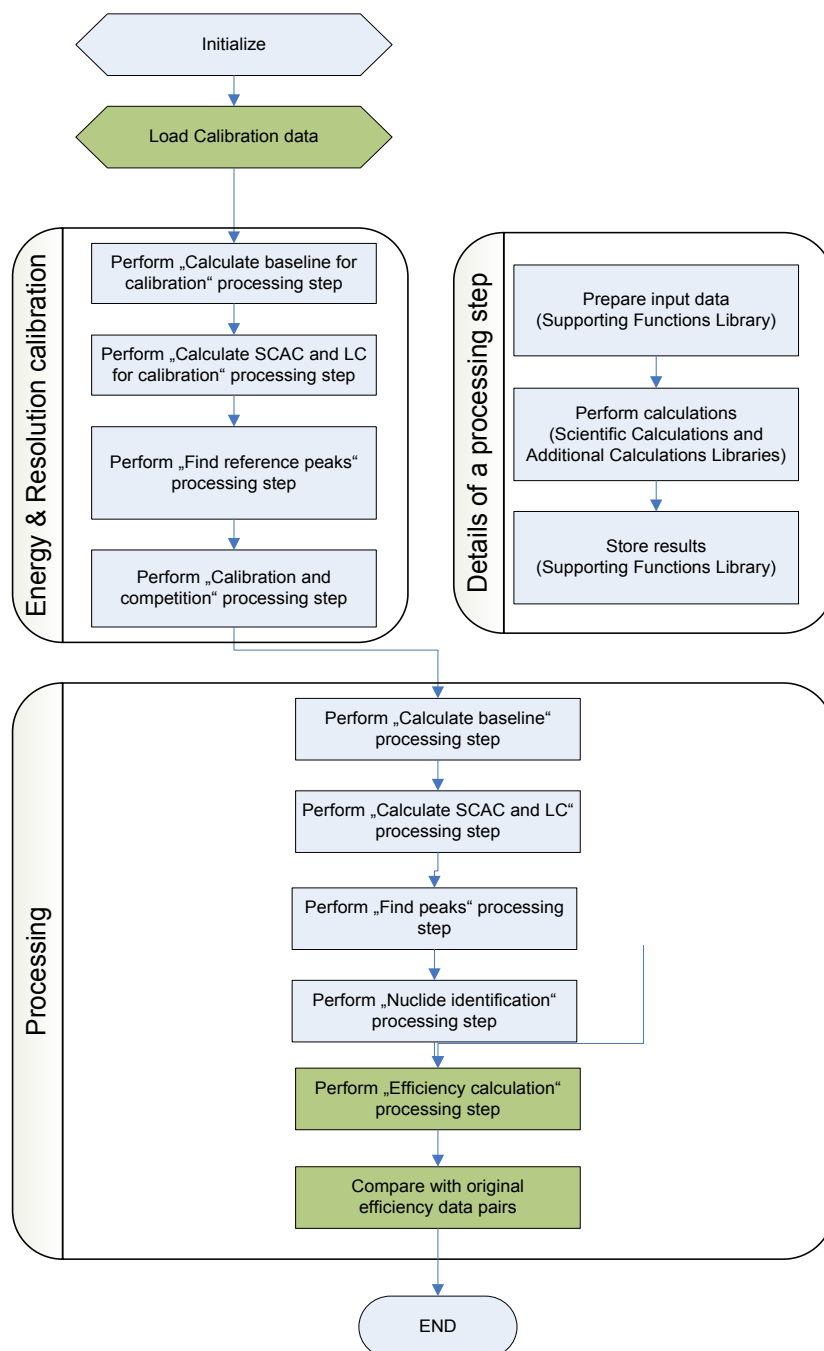 Initialize
Load Calibration data
Energy & Resolution calibration
Perform „Calculate baseline for
calibration“ processing step
Perform „Calculate SCAC and LC
for calibration“ processing step
Perform „Find reference peaks“
processing step
Perform „Calibration and
competition“ processing step
Details of a processing step
Prepare input data
(Supporting Functions Library)
Perform calculations
(Scientific Calculations and
Additional Calculations Libraries)
Store results
(Supporting Functions Library)
Processing
Perform „Calculate baseline“
processing step
Perform „Calculate SCAC and LC“
processing step
Perform „Find peaks“ processing
step
Perform „Nuclide identification“
processing step
Perform „Efficiency calculation“
processing step
Compare with original
efficiency data pairs
END